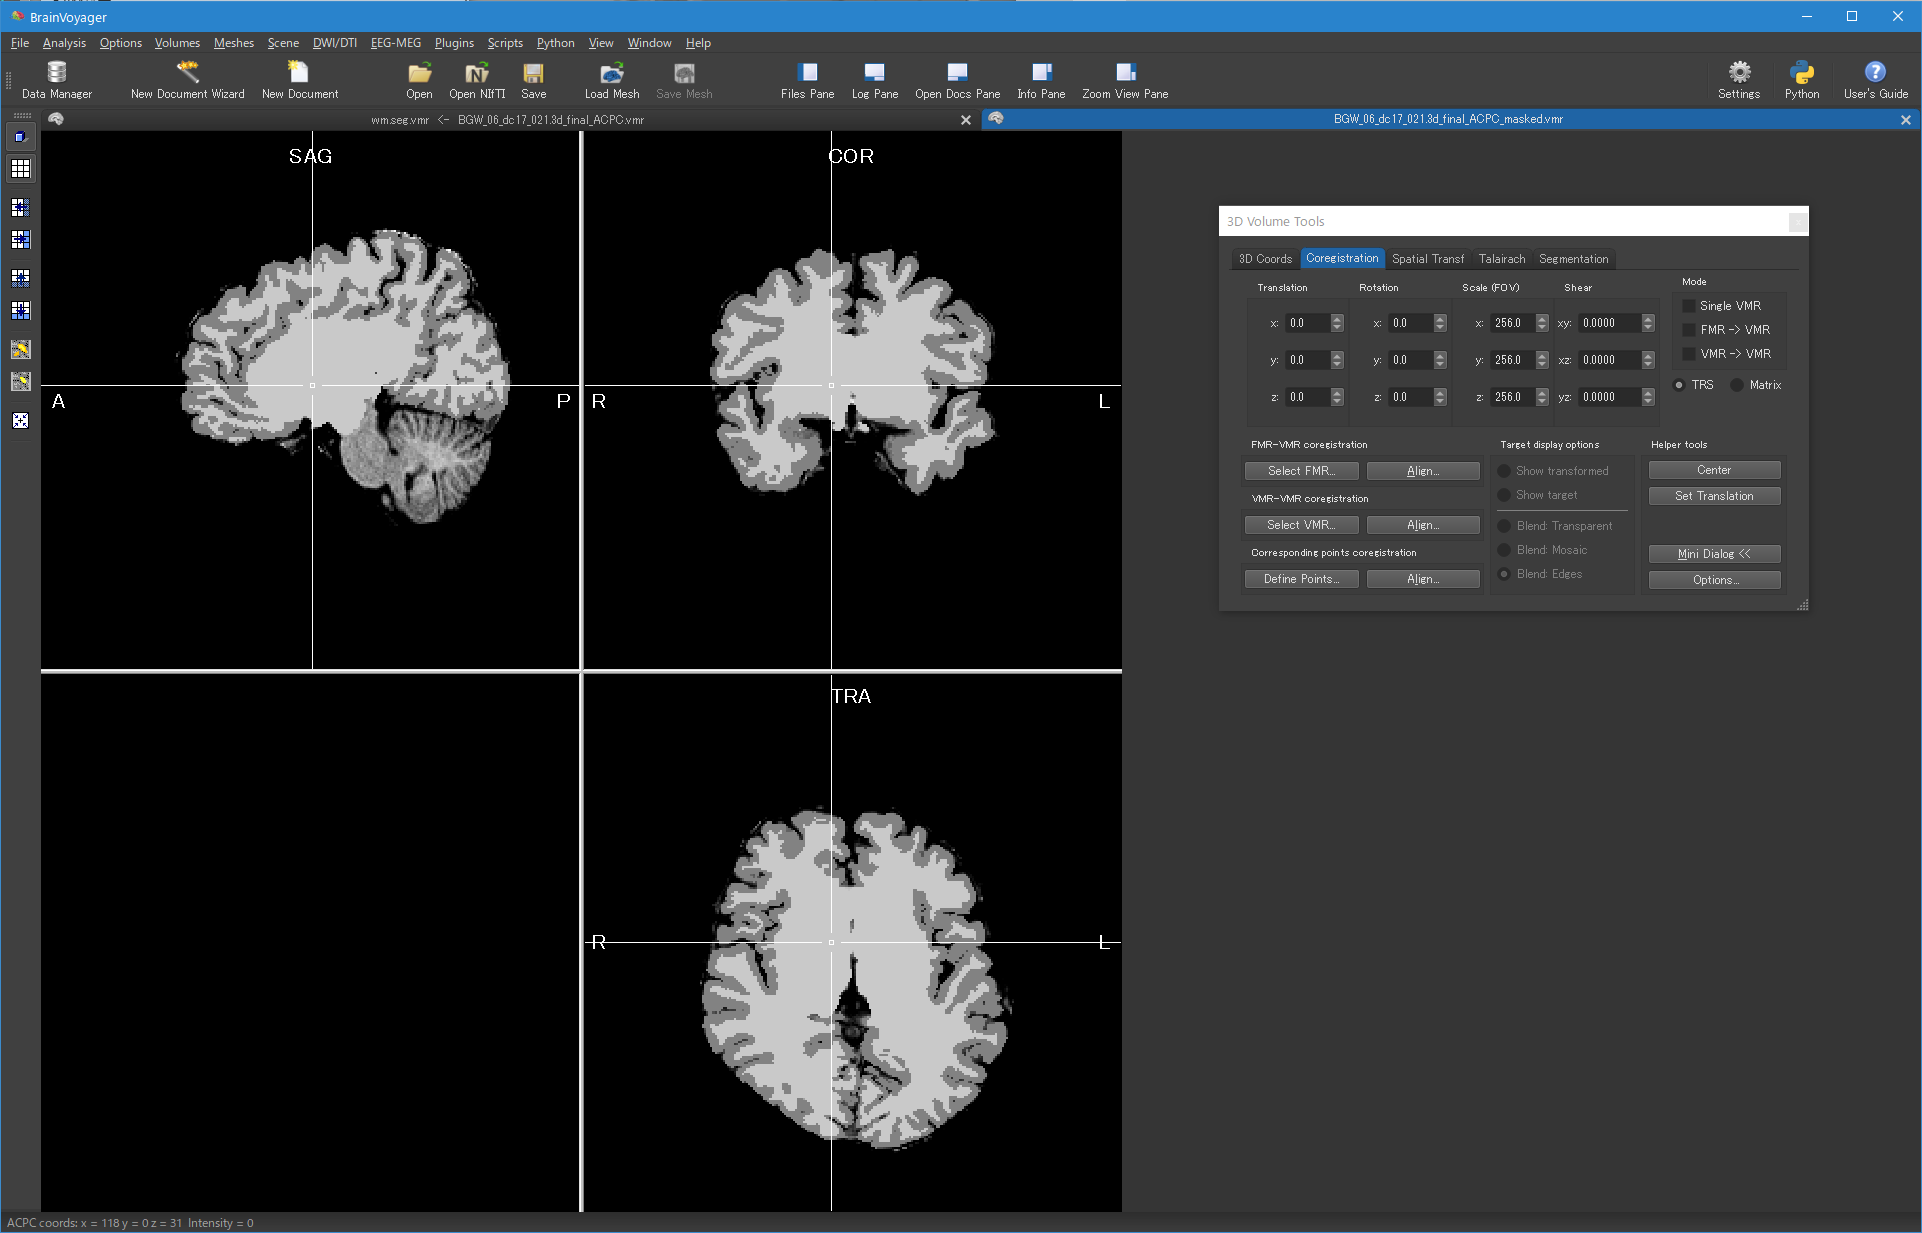 BrainVoyager
File Analysis Options Volumes Meshes Scene DWI/DTI EEG-MEG Plugins Scripts Python View Window Help
Data Manager New Document Wizard New Document Open Open NIfTI Save Load Mesh Save Mesh Files Pane Log Pane Open Docs Pane Info Pane Zoom View Pane Settings Python User's Guide
wm.seg.vmr <- BGW_06_dc17_021.3d_final_ACPC.vmr
BGW_06_dc17_021.3d_final_ACPC_masked.vmr
SAG
A
P
COR
R
L
TRA
R
L
3D Volume Tools
3D Coords Coregistration Spatial Transf Talairach Segmentation
Translation Rotation Scale (FOV) Shear Mode
x: 0.0 x: 0.0 x: 256.0 xy: 0.0000
y: 0.0 y: 0.0 y: 256.0 xz: 0.0000
z: 0.0 z: 0.0 z: 256.0 yz: 0.0000
Single VMR
FMR -> VMR
VMR -> VMR
TRS Matrix
FMR-VMR coregistration
Select FMR... Align...
VMR-VMR coregistration
Select VMR... Align...
Corresponding points coregistration
Define Points... Align...
Target display options
Show transformed
Show target
Blend: Transparent
Blend: Mosaic
Blend: Edges
Helper tools
Center
Set Translation
Mini Dialog <<
Options...
ACPC coords: x = 118 y = 0 z = 31 Intensity = 0